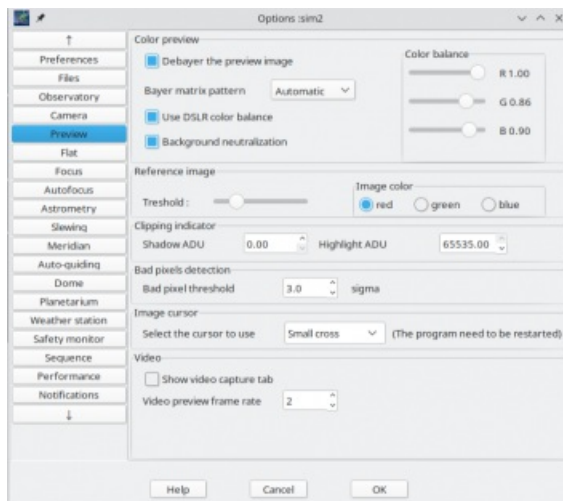 Options :sim2
↑
Preferences
Files
Observatory
Camera
Preview
Flat
Focus
Autofocus
Astrometry
Slewing
Meridian
Auto-guiding
Dome
Planetarium
Weather station
Safety monitor
Sequence
Performance
Notifications
↓
Color preview
Debayer the preview image
Bayer matrix pattern Automatic
Use DSLR color balance
Background neutralization
Color balance
R 1.00
G 0.86
B 0.90
Reference image
Treshold :
Image color
red green blue
Clipping indicator
Shadow ADU 0.00 Highlight ADU 65535.00
Bad pixels detection
Bad pixel threshold 3.0 sigma
Image cursor
Select the cursor to use Small cross (The program need to be restarted)
Video
Show video capture tab
Video preview frame rate 2
Help Cancel OK